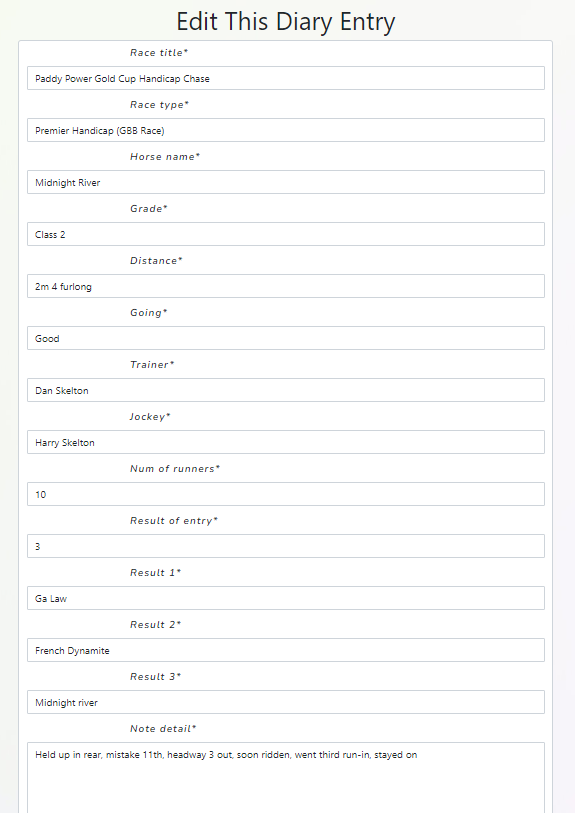 Edit This Diary Entry
Race title*
Paddy Power Gold Cup Handicap Chase
Race type*
Premier Handicap (GBB Race)
Horse name*
Midnight River
Grade*
Class 2
Distance*
2m 4 furlong
Going*
Good
Trainer*
Dan Skelton
Jockey*
Harry Skelton
Num of runners*
10
Result of entry*
3
Result 1*
Ga Law
Result 2*
French Dynamite
Result 3*
Midnight river
Note detail*
Held up in rear, mistake 11th, headway 3 out, soon ridden, went third run-in, stayed on